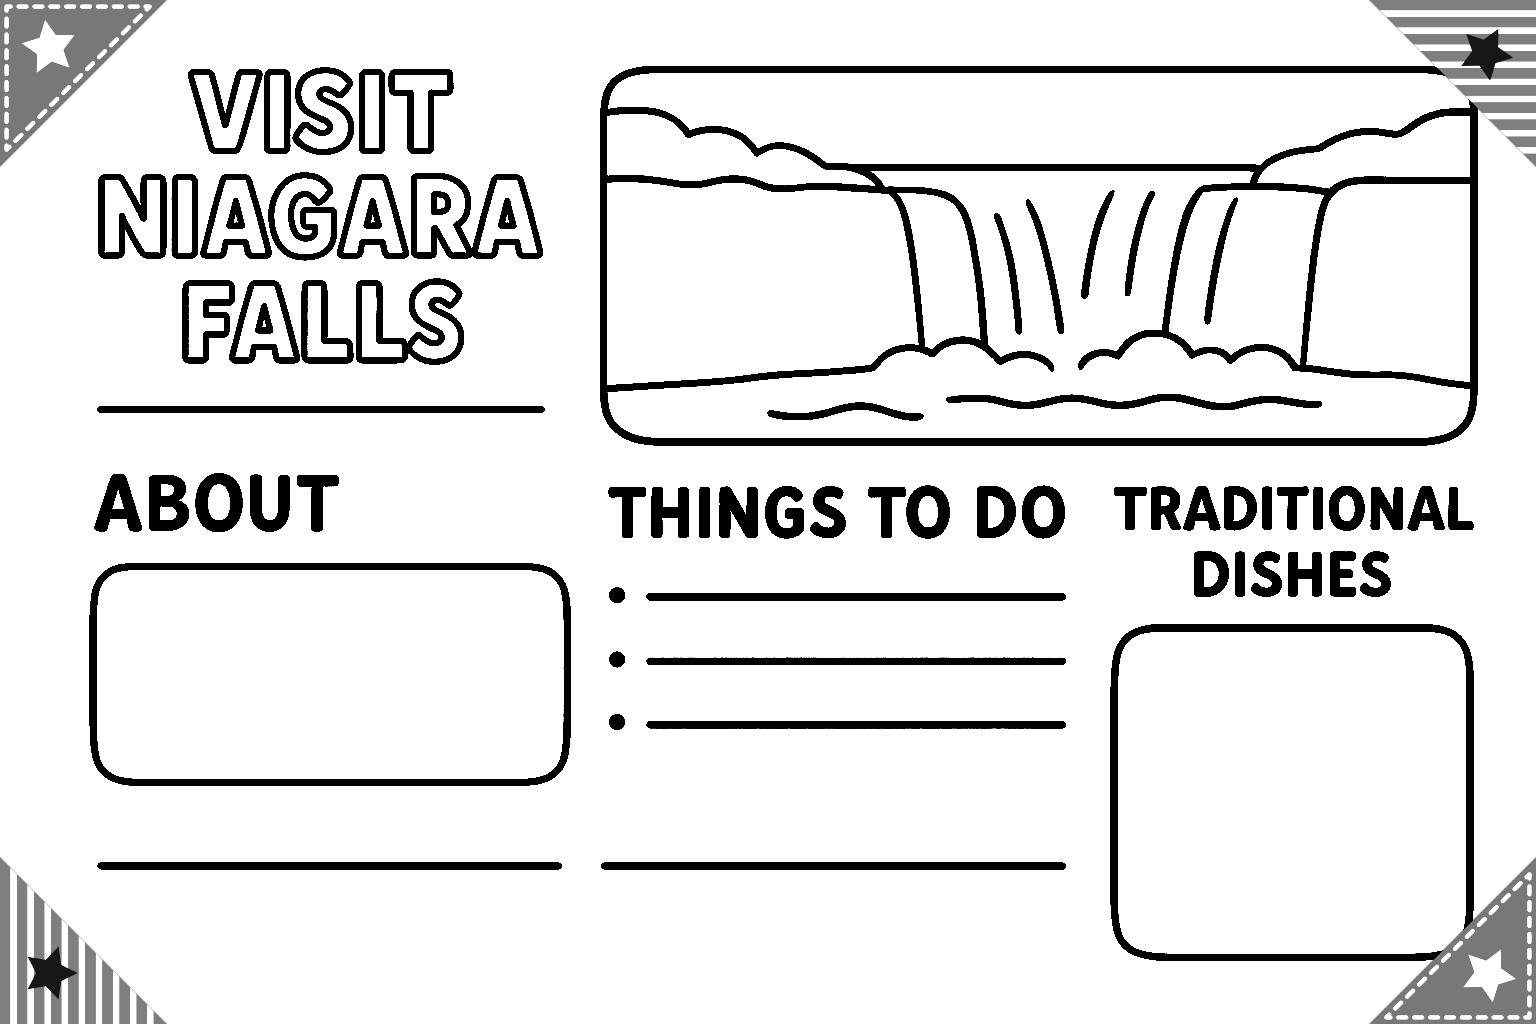 VISIT
NIAGARA
FALLS
ABOUT
THINGS TO DO
TRADITIONAL
DISHES